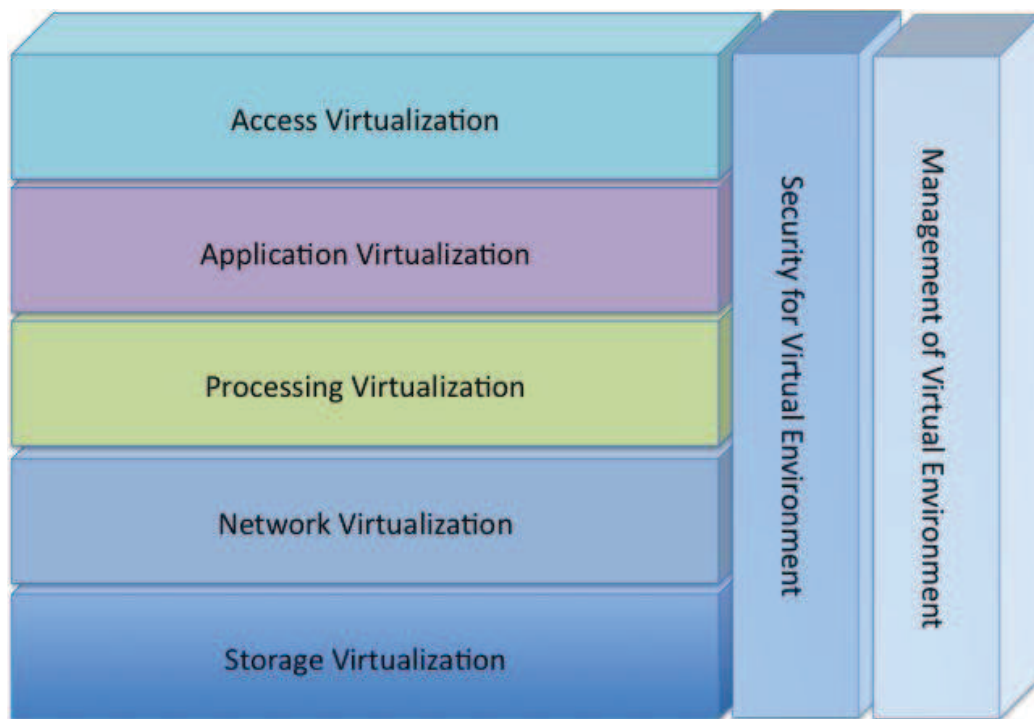 Access Virtualization
Application Virtualization
Processing Virtualization
Network Virtualization
Storage Virtualization
Security for Virtual Environment
Management of Virtual Environment